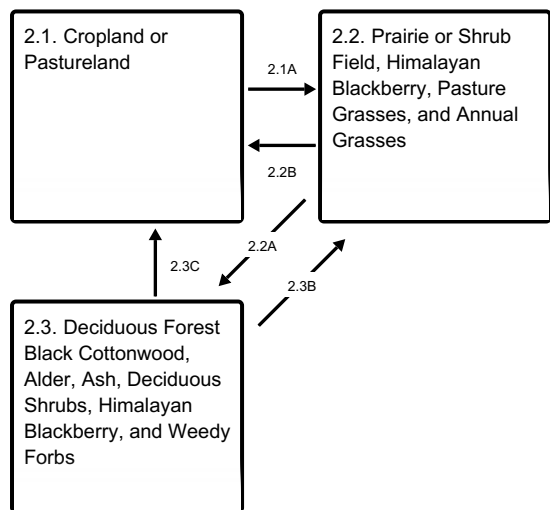 2.1. Cropland or
Pastureland
2.1A
2.2. Prairie or Shrub
Field, Himalayan
Blackberry, Pasture
Grasses, and Annual
Grasses
2.2B
2.2A
2.3C
2.3B
2.3. Deciduous Forest
Black Cottonwood,
Alder, Ash, Deciduous
Shrubs, Himalayan
Blackberry, and Weedy
Forbs